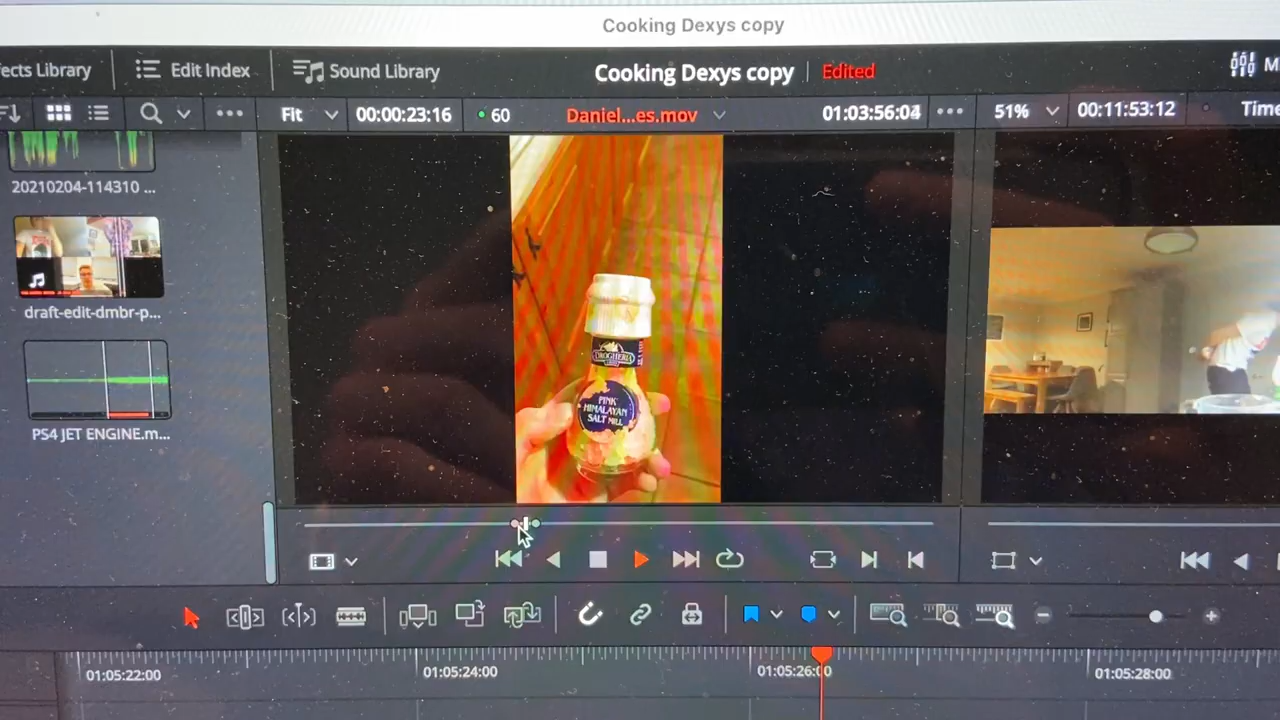 Cooking Dexys copy
fects Library
Edit Index
Sound Library
Cooking Dexys copy
Edited
M
Fit
00:00:23:16
60
Daniel...es.mov
01:03:56:04
51%
00:11:53:12
Time
20210204-114310 ...
draft-edit-dmbr-p...
PS4 JET ENGINE.m...
DROGHERIA
PINK
HIMALAYAN
SALT MILL
01:05:22:00
01:05:24:00
01:05:26:00
01:05:28:00